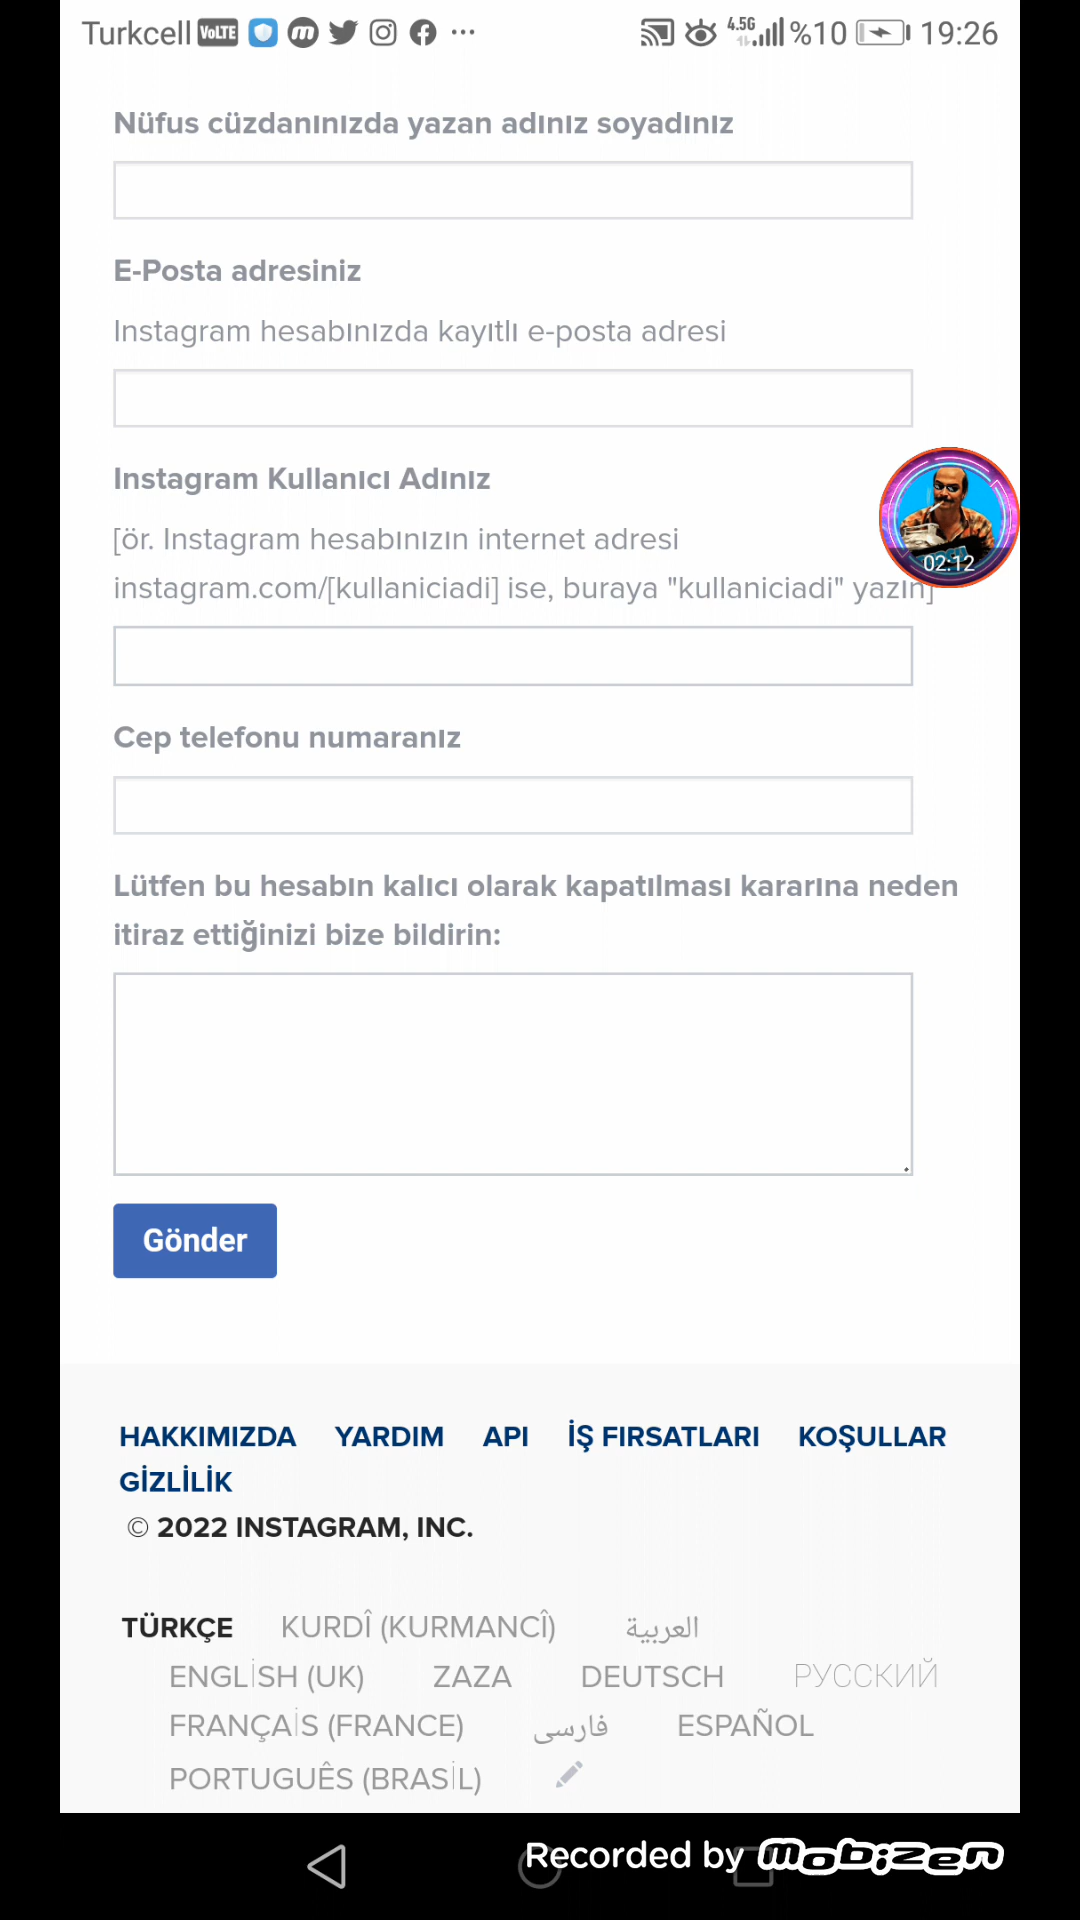 Turkcell VoLTE 4.5G %10 19:26
Nüfus cüzdanınızda yazan adınız soyadınız
E-Posta adresiniz
Instagram hesabınızda kayıtlı e-posta adresi
Instagram Kullanıcı Adınız
[ör. Instagram hesabınızın internet adresi
instagram.com/[kullaniciadi] ise, buraya "kullaniciadi" yazın]
02:12
Cep telefonu numaranız
Lütfen bu hesabın kalıcı olarak kapatılması kararına neden
itiraz ettiğinizi bize bildirin:
Gönder
HAKKIMIZDA YARDIM API İŞ FIRSATLARI KOŞULLAR
GİZLİLİK
© 2022 INSTAGRAM, INC.
TÜRKÇE KURDÎ (KURMANCÎ) العربية
ENGLİSH (UK) ZAZA DEUTSCH РУССКИЙ
FRANÇAİS (FRANCE) فارسی ESPAÑOL
PORTUGUÊS (BRASİL)
Recorded by mobizen